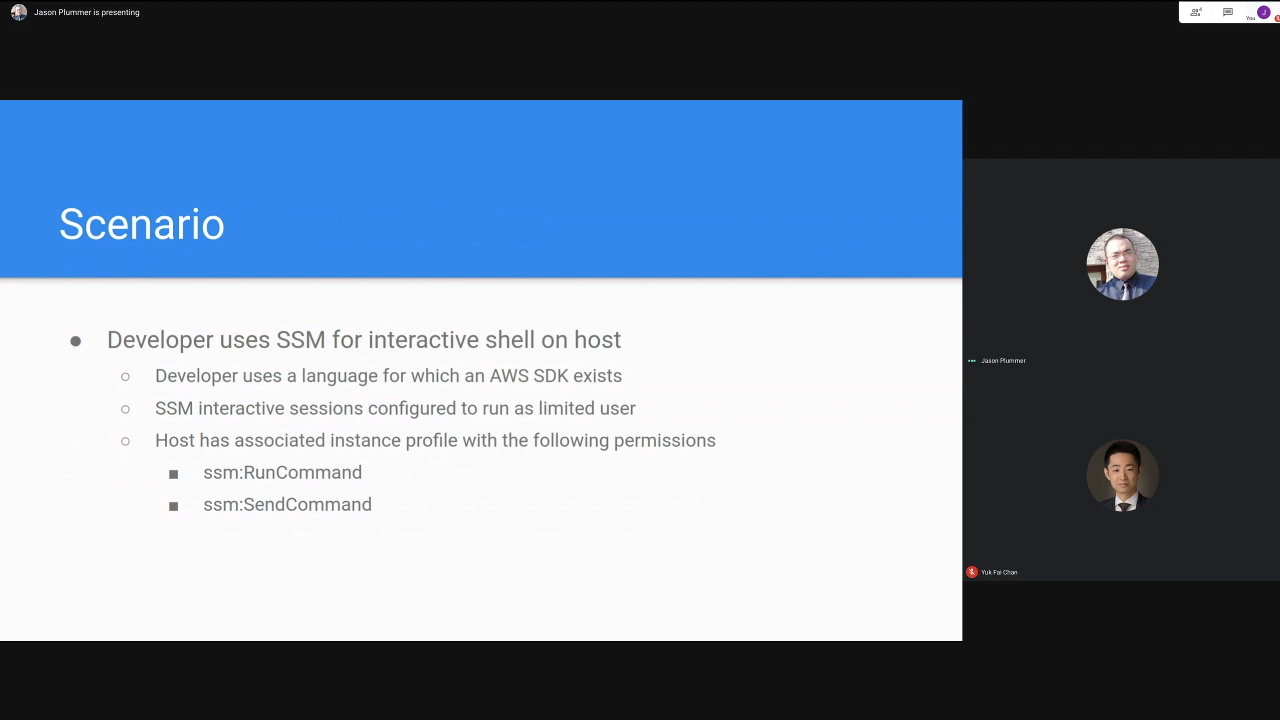 Jason Plummer is presenting
4
You
J
Scenario
● Developer uses SSM for interactive shell on host
○ Developer uses a language for which an AWS SDK exists
○ SSM interactive sessions configured to run as limited user
○ Host has associated instance profile with the following permissions
■ ssm:RunCommand
■ ssm:SendCommand
Jason Plummer
Yuk Fai Chan